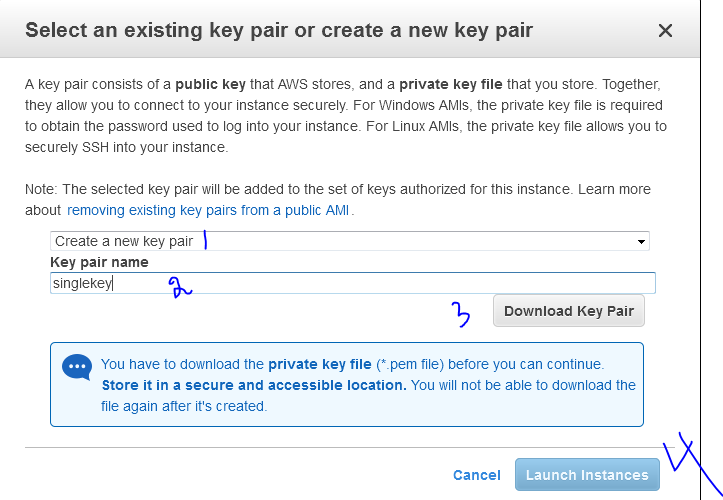 Select an existing key pair or create a new key pair ×
A key pair consists of a public key that AWS stores, and a private key file that you store. Together,
they allow you to connect to your instance securely. For Windows AMIs, the private key file is required
to obtain the password used to log into your instance. For Linux AMIs, the private key file allows you to
securely SSH into your instance.
Note: The selected key pair will be added to the set of keys authorized for this instance. Learn more
about removing existing key pairs from a public AMI .
Create a new key pair 1
Key pair name
singlekey 2
3 Download Key Pair
You have to download the private key file (*.pem file) before you can continue.
Store it in a secure and accessible location. You will not be able to download the
file again after it's created.
Cancel Launch Instances 4